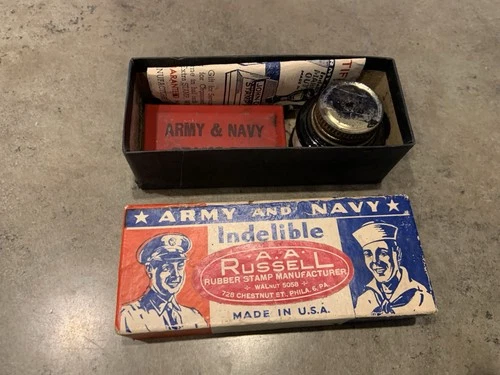 ARMY & NAVY
★ ARMY AND NAVY ★
Indelible
A.A.
RUSSELL
RUBBER STAMP MANUFACTURER
WALNUT 5058
728 CHESTNUT ST., PHILA. 6, PA.
MADE IN U.S.A.